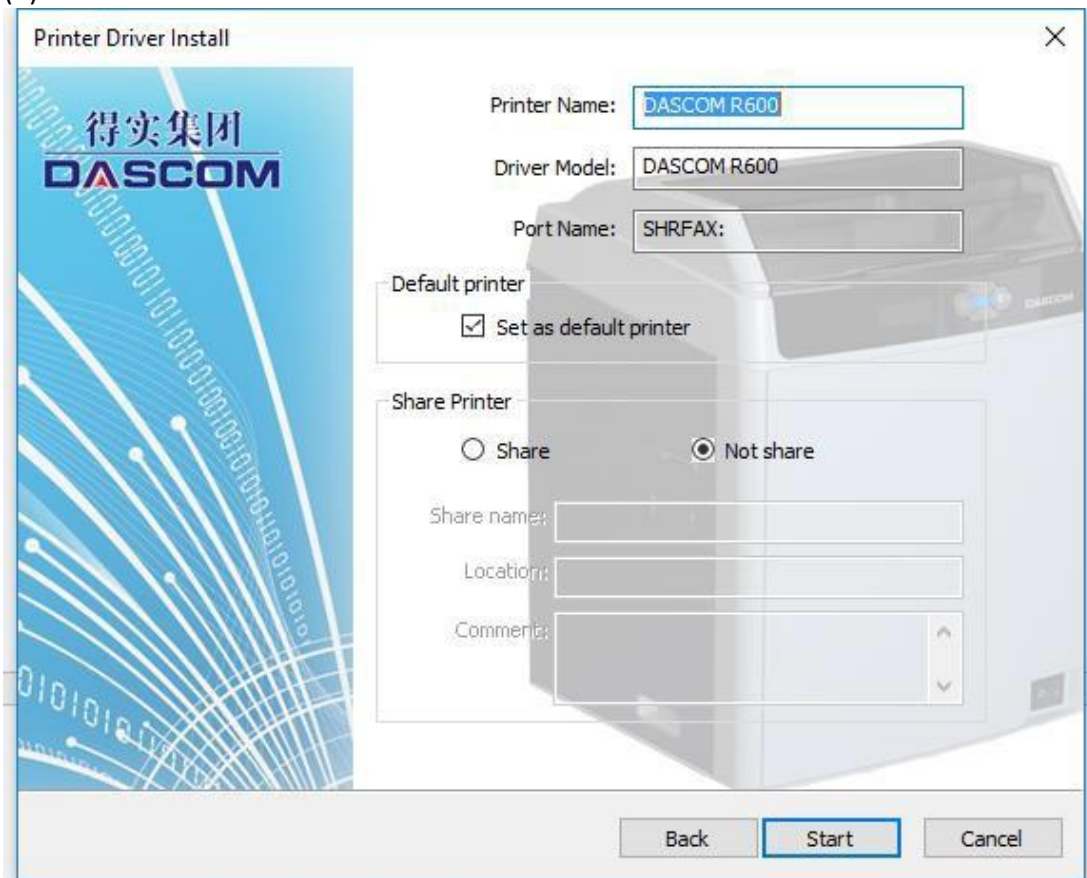 Printer Driver Install
得实集团
DASCOM
Printer Name: DASCOM R600
Driver Model: DASCOM R600
Port Name: SHRFAX:
Default printer
Set as default printer
Share Printer
Share
Not share
Share name:
Location:
Comment:
DASCOM
Back
Start
Cancel